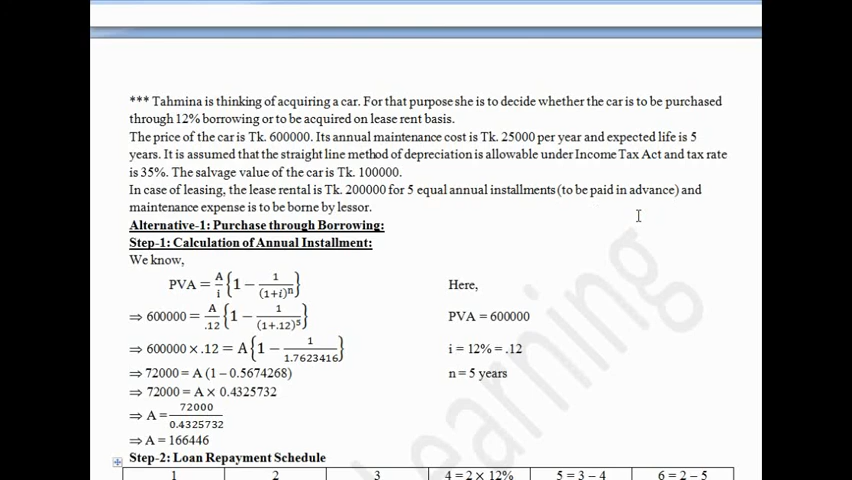 *** Tahmina is thinking of acquiring a car. For that purpose she is to decide whether the car is to be purchased
through 12% borrowing or to be acquired on lease rent basis.
The price of the car is Tk. 600000. Its annual maintenance cost is Tk. 25000 per year and expected life is 5
years. It is assumed that the straight line method of depreciation is allowable under Income Tax Act and tax rate
is 35%. The salvage value of the car is Tk. 100000.
In case of leasing, the lease rental is Tk. 200000 for 5 equal annual installments (to be paid in advance) and
maintenance expense is to be borne by lessor.
Alternative-1: Purchase through Borrowing:
Step-1: Calculation of Annual Installment:
We know,
PVA = A/i {1 − 1/(1+i)^n} Here,
⇒ 600000 = A/.12 {1 − 1/(1+.12)^5} PVA = 600000
⇒ 600000 × .12 = A {1 − 1/1.7623416} i = 12% = .12
⇒ 72000 = A (1 − 0.5674268) n = 5 years
⇒ 72000 = A × 0.4325732
⇒ A = 72000/0.4325732
⇒ A = 166446
Step-2: Loan Repayment Schedule
1 2 3 4 = 2 × 12% 5 = 3 − 4 6 = 2 − 5
Learning